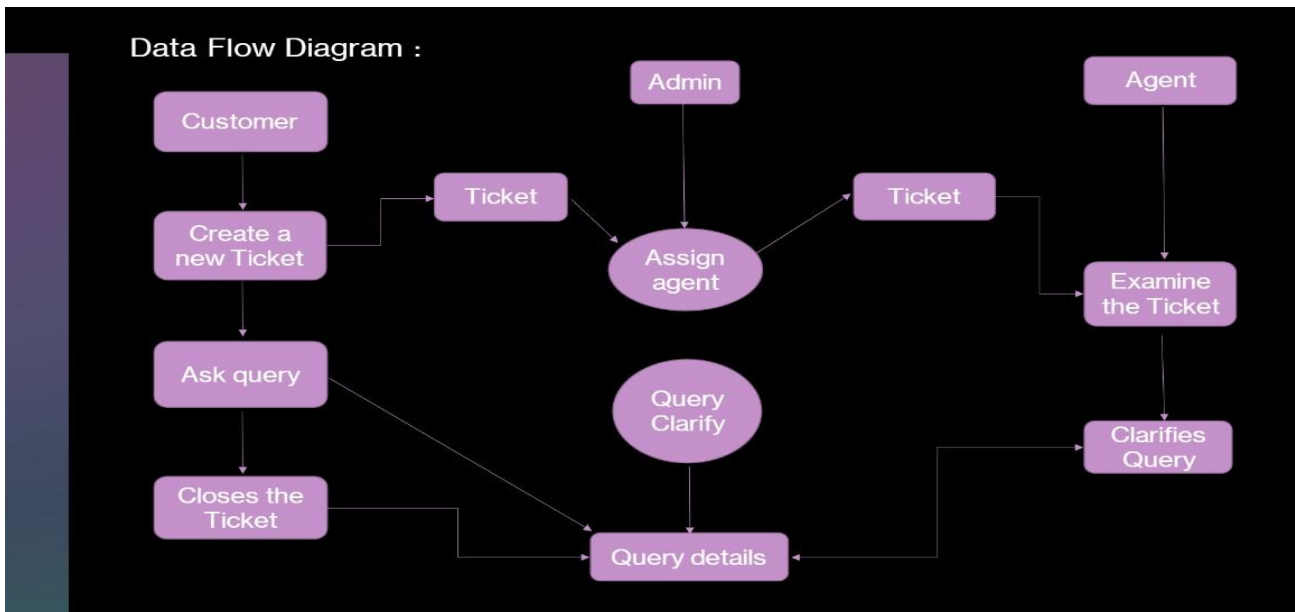 Data Flow Diagram :
Admin
Agent
Customer
Ticket
Ticket
Create a
new Ticket
Assign
agent
Examine
the Ticket
Ask query
Query
Clarify
Clarifies
Query
Closes the
Ticket
Query details